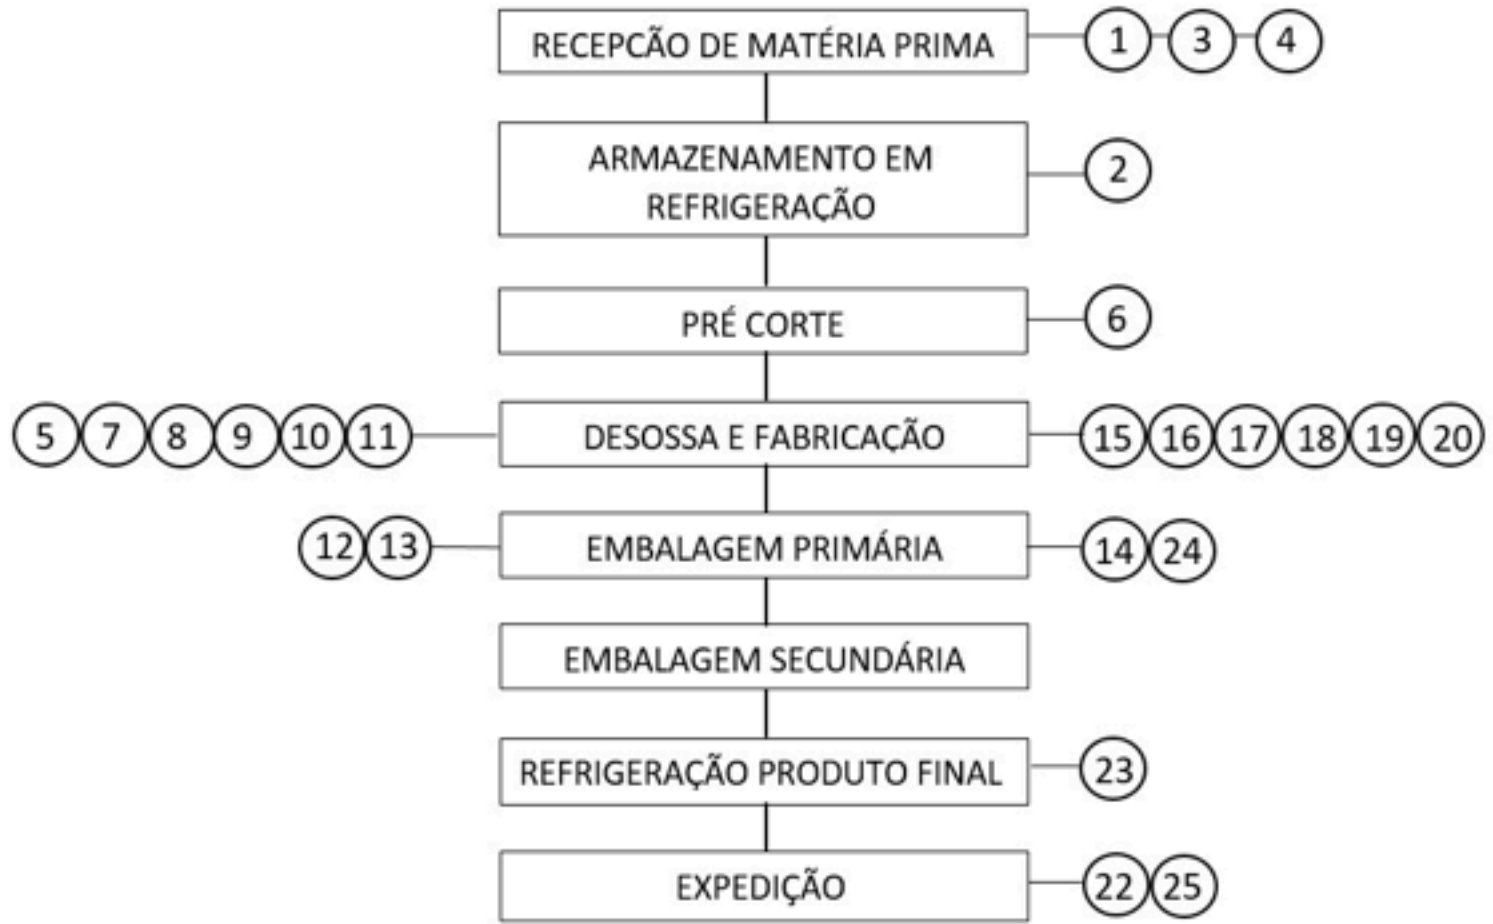 RECEPCÃO DE MATÉRIA PRIMA
1 3 4
ARMAZENAMENTO EM
REFRIGERAÇÃO
2
PRÉ CORTE
6
5 7 8 9 10 11
DESOSSA E FABRICAÇÃO
15 16 17 18 19 20
12 13
EMBALAGEM PRIMÁRIA
14 24
EMBALAGEM SECUNDÁRIA
REFRIGERAÇÃO PRODUTO FINAL
23
EXPEDIÇÃO
22 25